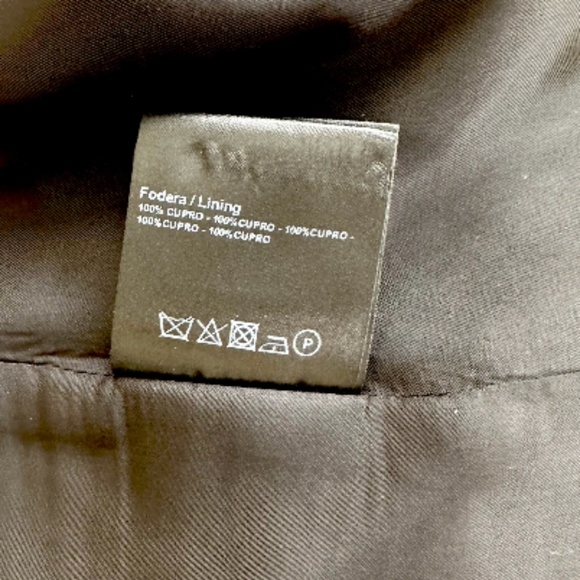 Fodera / Lining
100% CUPRO - 100%CUPRO - 100%CUPRO -
100%CUPRO - 100%CUPRO
P